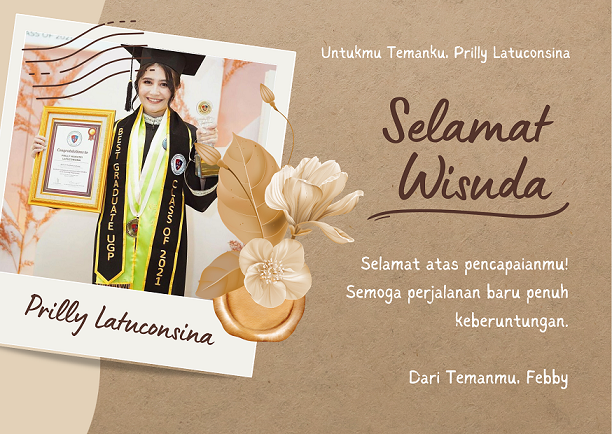 Untukmu Temanku, Prilly Latuconsina
Selamat
Wisuda
Selamat atas pencapaianmu!
Semoga perjalanan baru penuh
keberuntungan.
Dari Temanmu, Febby
Prilly Latuconsina
BEST GRADUATE UGP
CLASS OF 2021
Congratulations